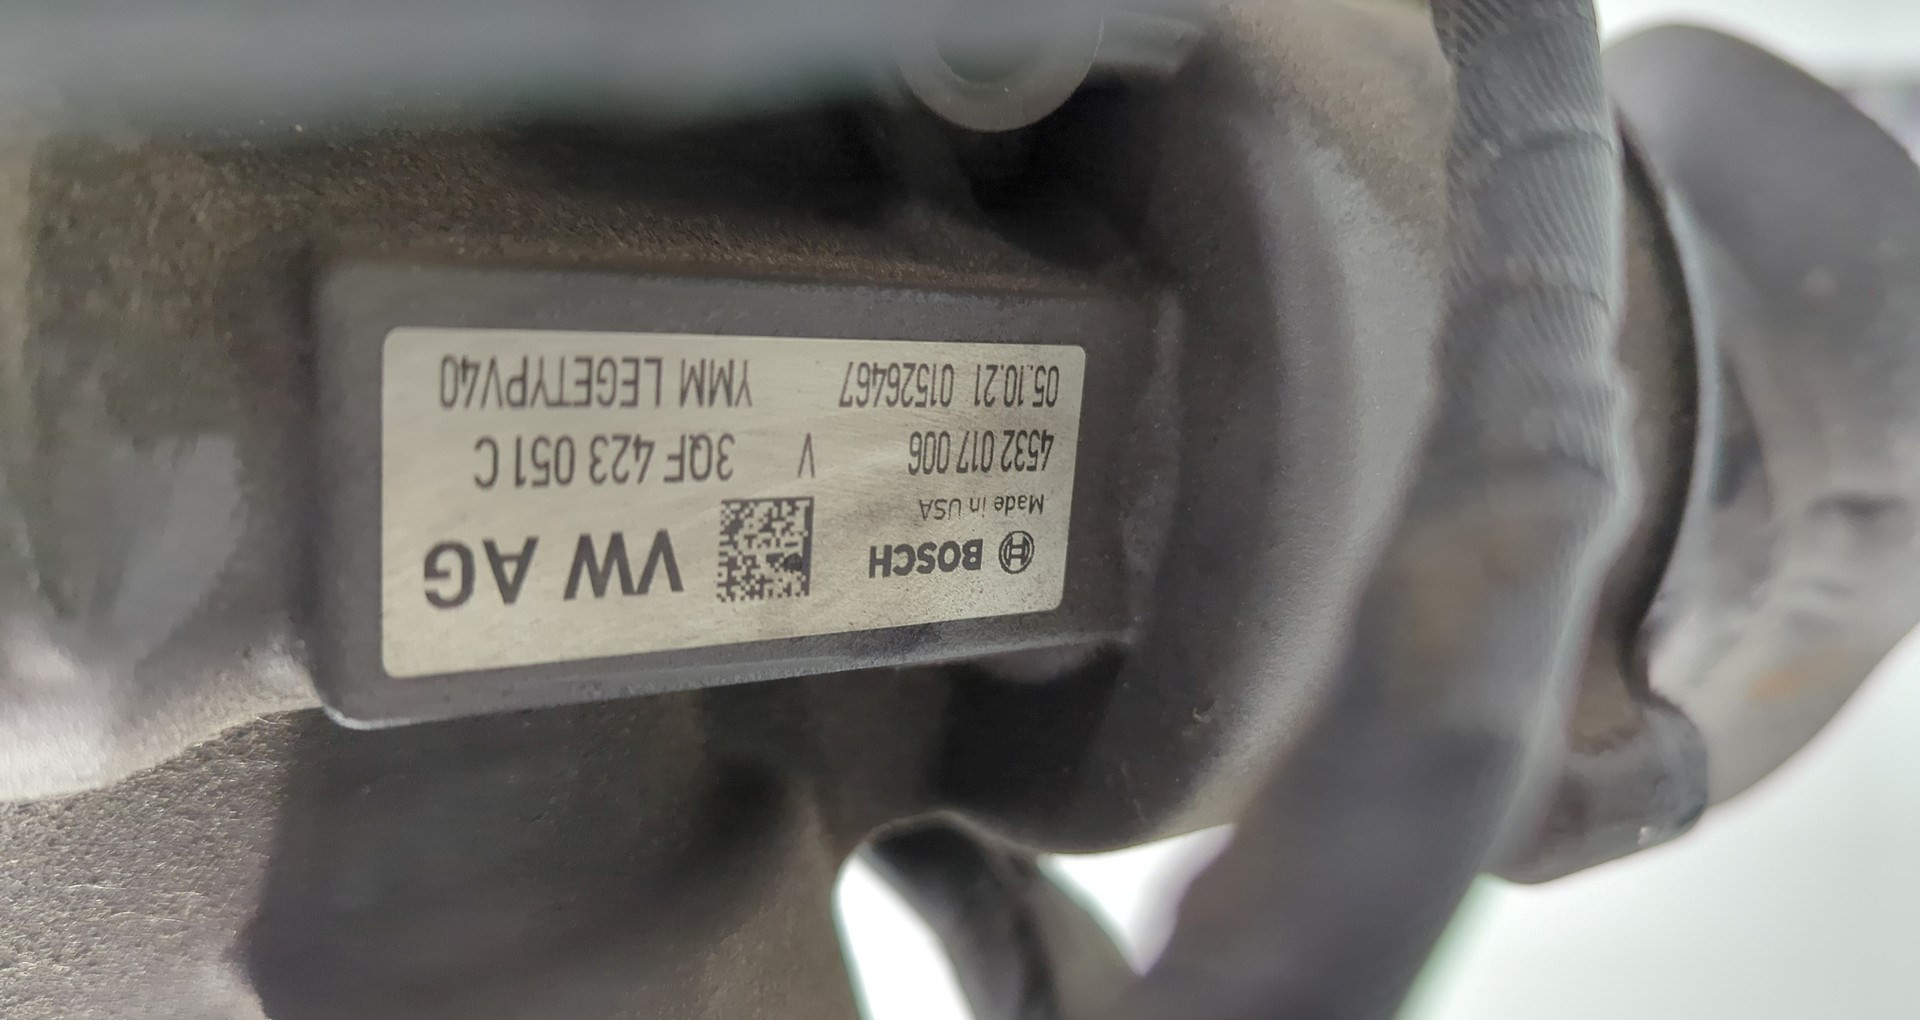 BOSCH VW AG
Made in USA
4532 017 006 V 3QF 423 051 C
05.10.21 01526467 YMM LEGETYPV40